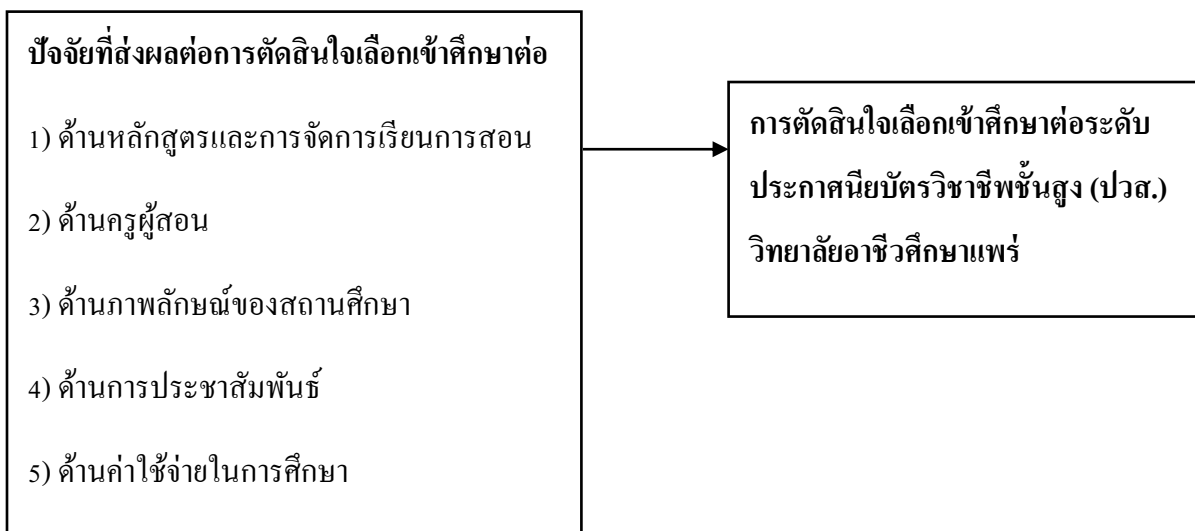 ปัจจัยที่ส่งผลต่อการตัดสินใจเลือกเข้าศึกษาต่อ
1) ด้านหลักสูตรและการจัดการเรียนการสอน
2) ด้านครูผู้สอน
3) ด้านภาพลักษณ์ของสถานศึกษา
4) ด้านการประชาสัมพันธ์
5) ด้านค่าใช้จ่ายในการศึกษา
การตัดสินใจเลือกเข้าศึกษาต่อระดับ
ประกาศนียบัตรวิชาชีพชั้นสูง (ปวส.)
วิทยาลัยอาชีวศึกษาแพร่